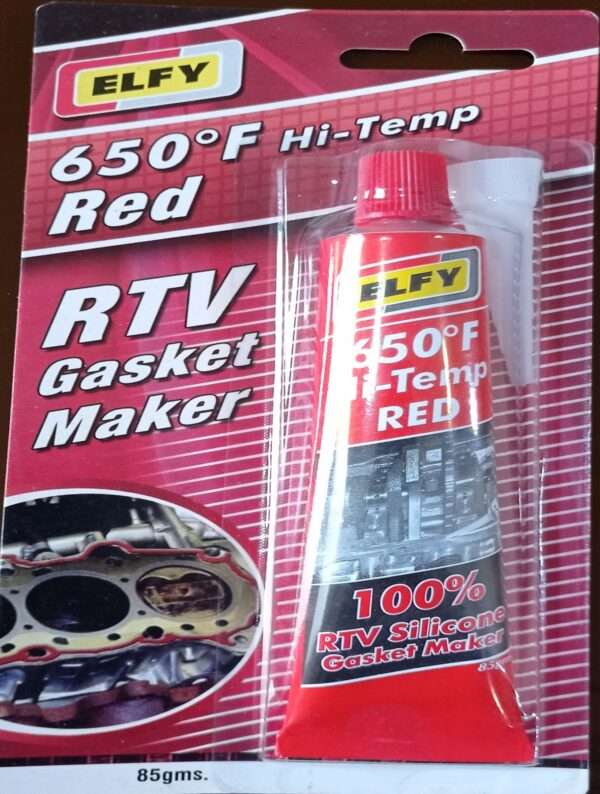 ELFY
650°F Hi-Temp
Red
RTV
Gasket
Maker
ELFY
650°F
Hi-Temp
RED
100%
RTV Silicone
Gasket Maker
85gms.